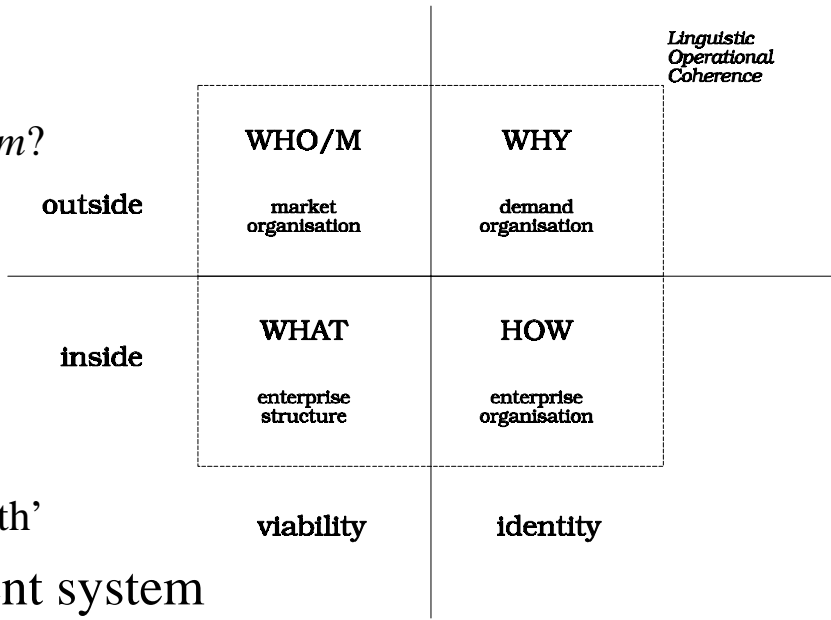 Linguistic
Operational
Coherence
m?
WHO/M
WHY
outside
market
organisation
demand
organisation
WHAT
HOW
inside
enterprise
structure
enterprise
organisation
th’
viability
identity
nt system